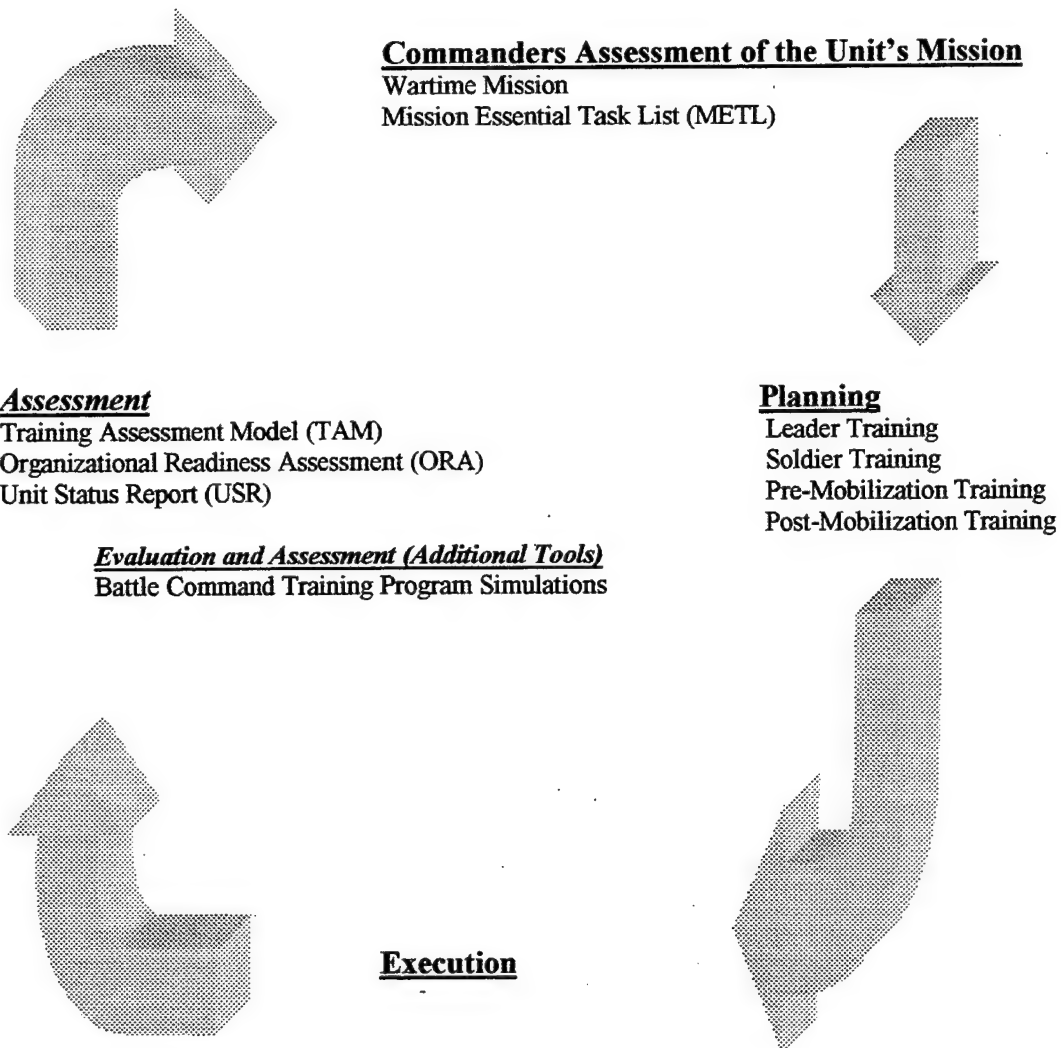 Commanders Assessment of the Unit's Mission
Wartime Mission
Mission Essential Task List (METL)
Assessment
Training Assessment Model (TAM)
Organizational Readiness Assessment (ORA)
Unit Status Report (USR)
Evaluation and Assessment (Additional Tools)
Battle Command Training Program Simulations
Planning
Leader Training
Soldier Training
Pre-Mobilization Training
Post-Mobilization Training
Execution